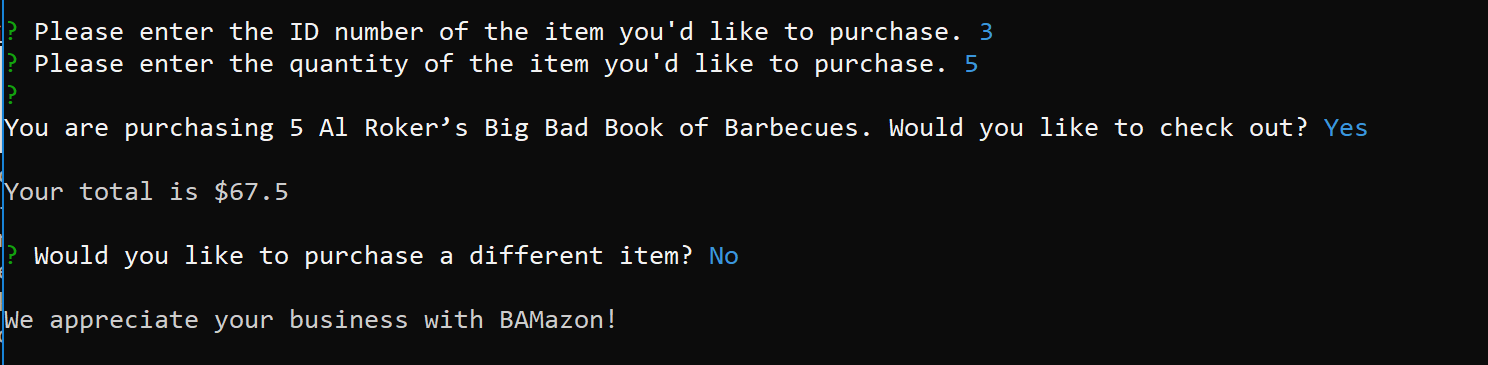 ? Please enter the ID number of the item you'd like to purchase. 3
? Please enter the quantity of the item you'd like to purchase. 5
?
You are purchasing 5 Al Roker’s Big Bad Book of Barbecues. Would you like to check out? Yes
Your total is $67.5
? Would you like to purchase a different item? No
We appreciate your business with BAMazon!